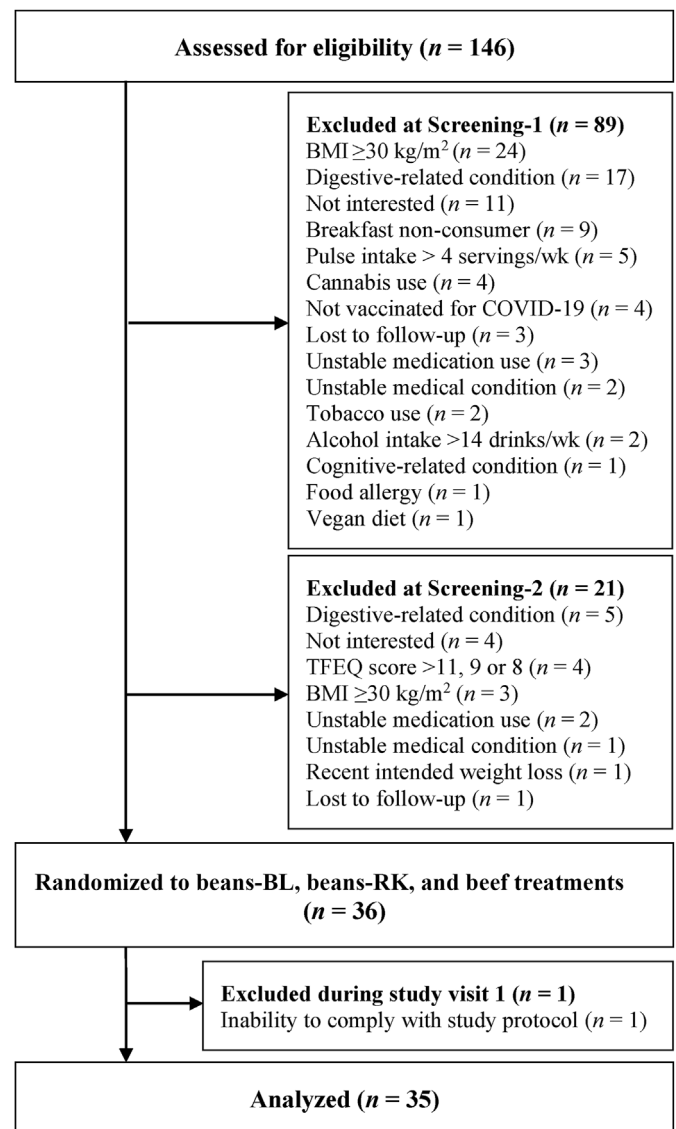 Assessed for eligibility (n = 146)
Excluded at Screening-1 (n = 89)
BMI ≥30 kg/m² (n = 24)
Digestive-related condition (n = 17)
Not interested (n = 11)
Breakfast non-consumer (n = 9)
Pulse intake > 4 servings/wk (n = 5)
Cannabis use (n = 4)
Not vaccinated for COVID-19 (n = 4)
Lost to follow-up (n = 3)
Unstable medication use (n = 3)
Unstable medical condition (n = 2)
Tobacco use (n = 2)
Alcohol intake >14 drinks/wk (n = 2)
Cognitive-related condition (n = 1)
Food allergy (n = 1)
Vegan diet (n = 1)
Excluded at Screening-2 (n = 21)
Digestive-related condition (n = 5)
Not interested (n = 4)
TFEQ score >11, 9 or 8 (n = 4)
BMI ≥30 kg/m² (n = 3)
Unstable medication use (n = 2)
Unstable medical condition (n = 1)
Recent intended weight loss (n = 1)
Lost to follow-up (n = 1)
Randomized to beans-BL, beans-RK, and beef treatments
(n = 36)
Excluded during study visit 1 (n = 1)
Inability to comply with study protocol (n = 1)
Analyzed (n = 35)